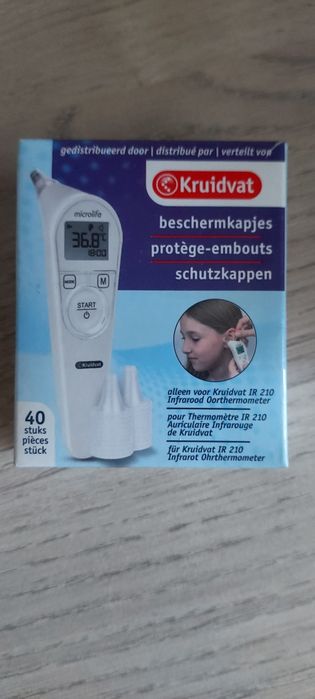 gedistribueerd door | distribué par | verteilt von
Kruidvat
beschermkapjes
protège-embouts
schutzkappen
microlife
36.8°C
18:00
MODE
M
START
Kruidvat
40
stuks
pièces
stück
alleen voor Kruidvat IR 210
Infrarood Oorthermometer
pour Thermomètre IR 210
Auriculaire Infrarouge
de Kruidvat
für Kruidvat IR 210
Infrarot Ohrthermometer